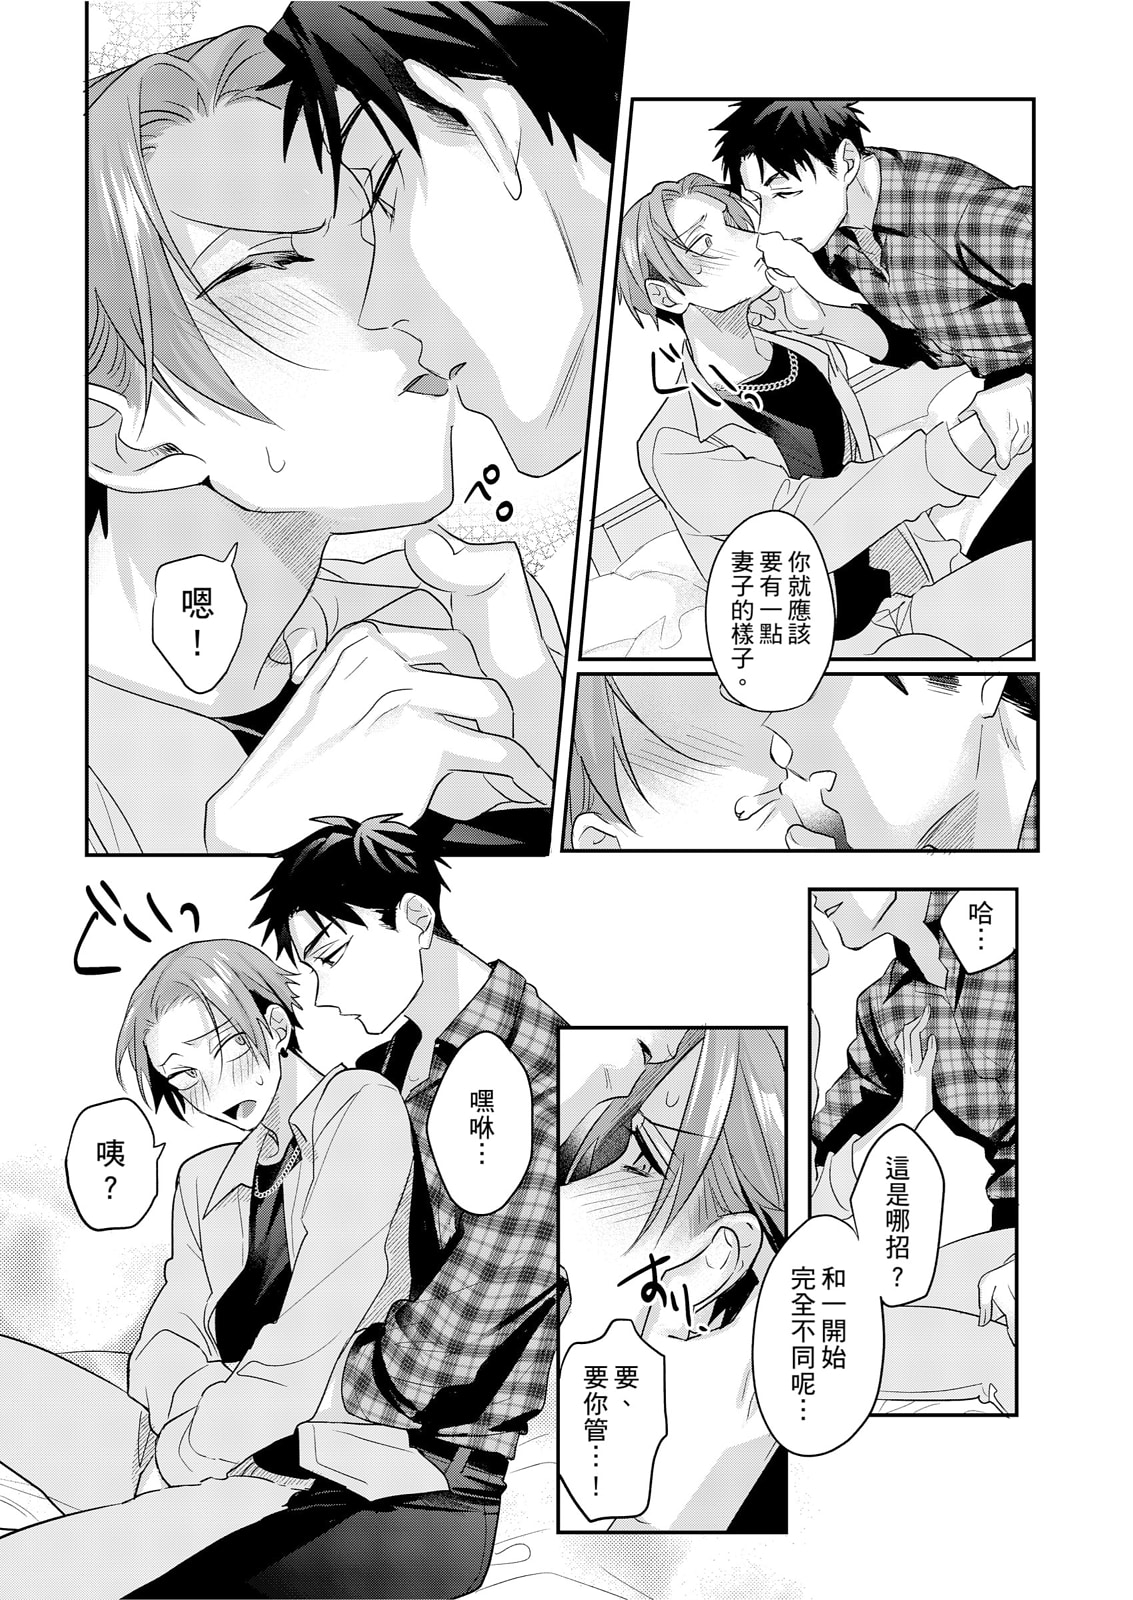 你就應該
要有一點
妻子的樣子。
ぐいっ
嗯！
プ
哈…
這是哪招？
和一開始
完全不同呢…
要、
要你管…！
嘿咻…
咦？
ぐいっ